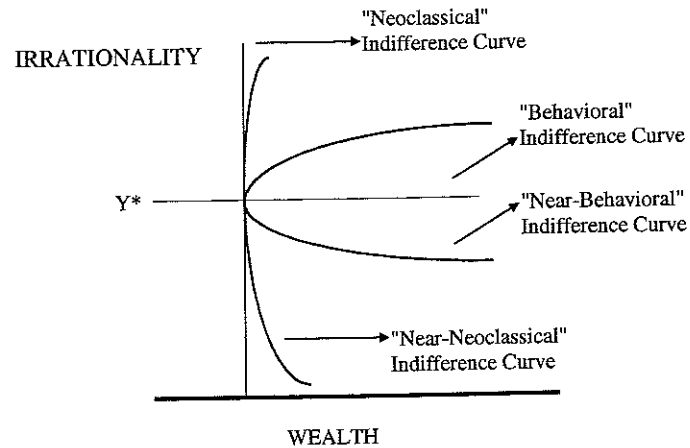 "Neoclassical"
Indifference Curve
IRRATIONALITY
"Behavioral"
Indifference Curve
Y*
"Near-Behavioral"
Indifference Curve
"Near-Neoclassical"
Indifference Curve
WEALTH